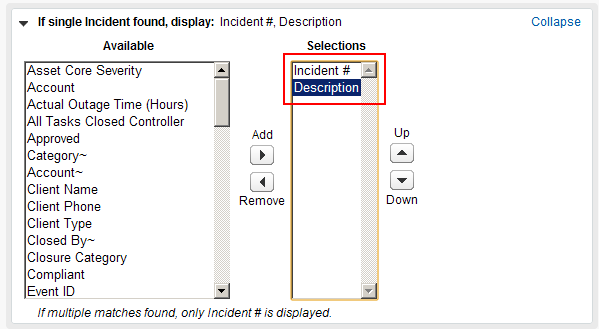 If single Incident found, display: Incident #, Description
Collapse
Available
Asset Core Severity
Account
Actual Outage Time (Hours)
All Tasks Closed Controller
Approved
Category~
Account~
Client Name
Client Phone
Client Type
Closed By~
Closure Category
Compliant
Event ID
Add
Remove
Selections
Incident #
Description
Up
Down
If multiple matches found, only Incident # is displayed.